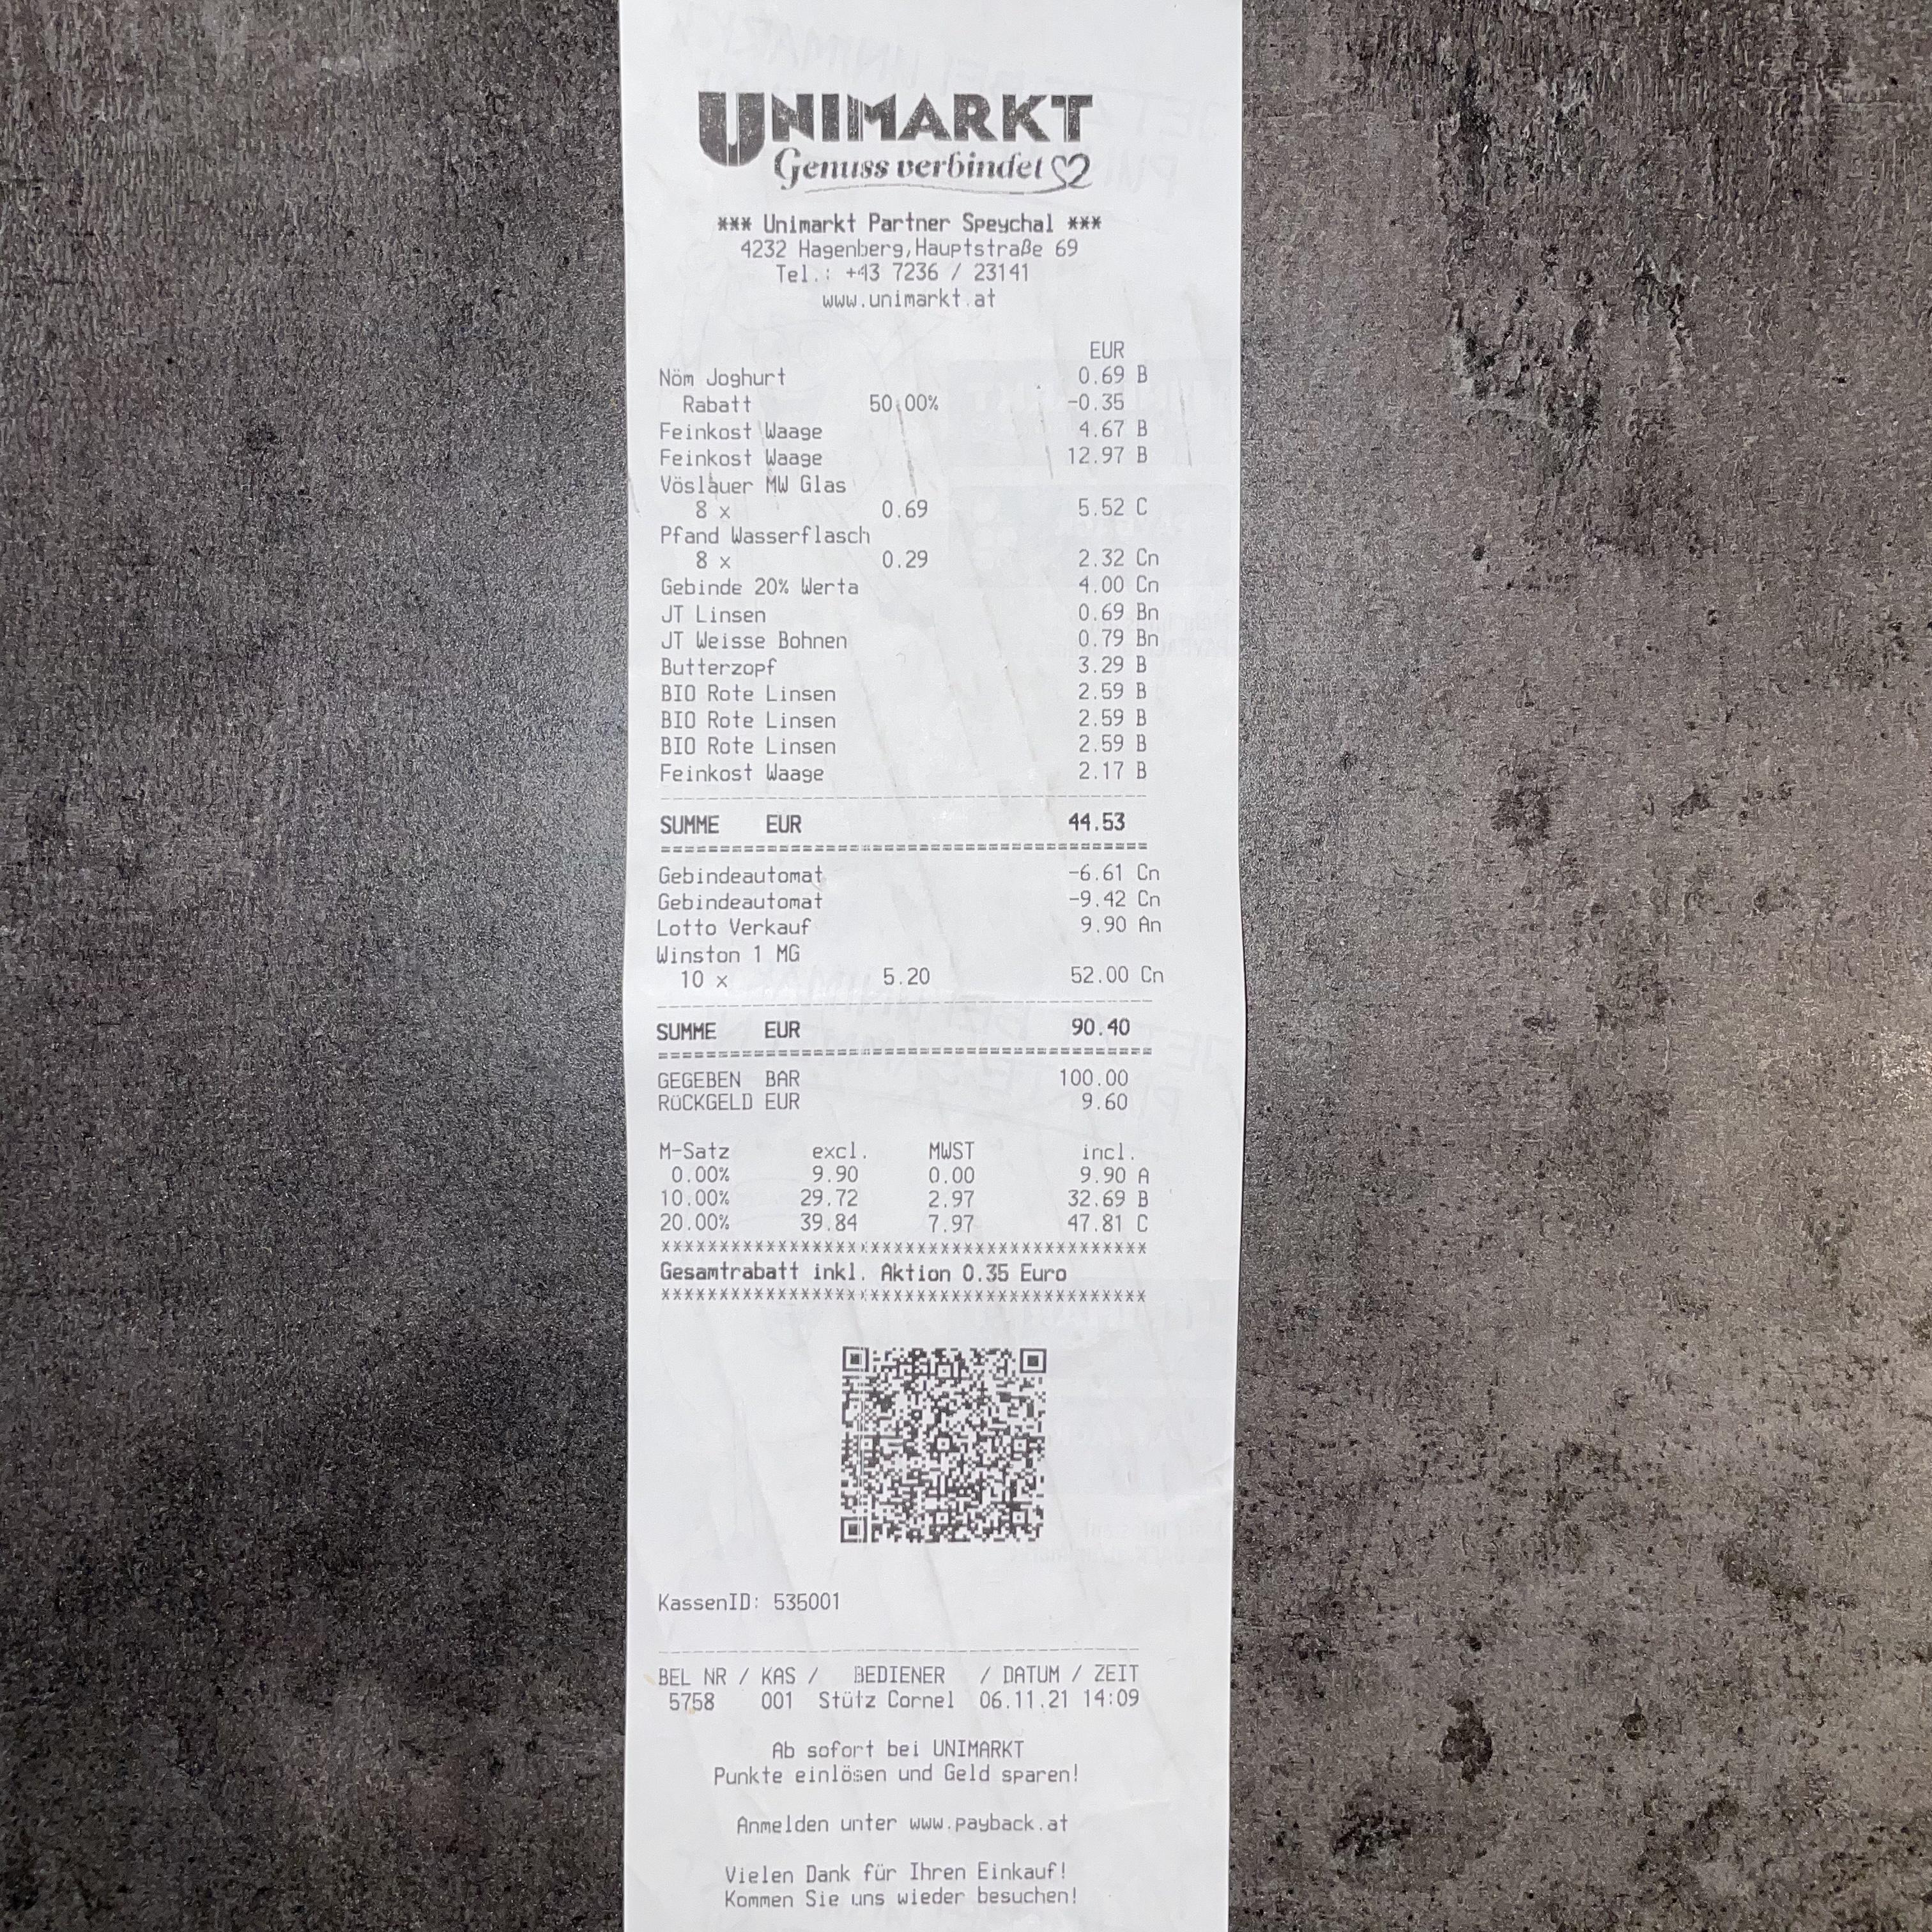 UNIMARKT
Genuss verbindet
*** Unimarkt Partner Speychal ***
4232 Hagenberg,Hauptstraße 69
Tel.: +43 7236 / 23141
www.unimarkt.at
EUR
Nöm Joghurt 0.69 B
Rabatt 50.00% -0.35
Feinkost Waage 4.67 B
Feinkost Waage 12.97 B
Vöslauer MW Glas
8 x 0.69 5.52 C
Pfand Wasserflasch
8 x 0.29 2.32 Cn
Gebinde 20% Werta 4.00 Cn
JT Linsen 0.69 Bn
JT Weisse Bohnen 0.79 Bn
Butterzopf 3.29 B
BIO Rote Linsen 2.59 B
BIO Rote Linsen 2.59 B
BIO Rote Linsen 2.59 B
Feinkost Waage 2.17 B
SUMME EUR 44.53
Gebindeautomat -6.61 Cn
Gebindeautomat -9.42 Cn
Lotto Verkauf 9.90 An
Winston 1 MG
10 x 5.20 52.00 Cn
SUMME EUR 90.40
GEGEBEN BAR 100.00
RÜCKGELD EUR 9.60
M-Satz excl. MWST incl.
0.00% 9.90 0.00 9.90 A
10.00% 29.72 2.97 32.69 B
20.00% 39.84 7.97 47.81 C
******************************************
Gesamtrabatt inkl. Aktion 0.35 Euro
******************************************
KassenID: 535001
BEL NR / KAS / BEDIENER / DATUM / ZEIT
5758 001 Stütz Cornel 06.11.21 14:09
Ab sofort bei UNIMARKT
Punkte einlösen und Geld sparen!
Anmelden unter www.payback.at
Vielen Dank für Ihren Einkauf!
Kommen Sie uns wieder besuchen!